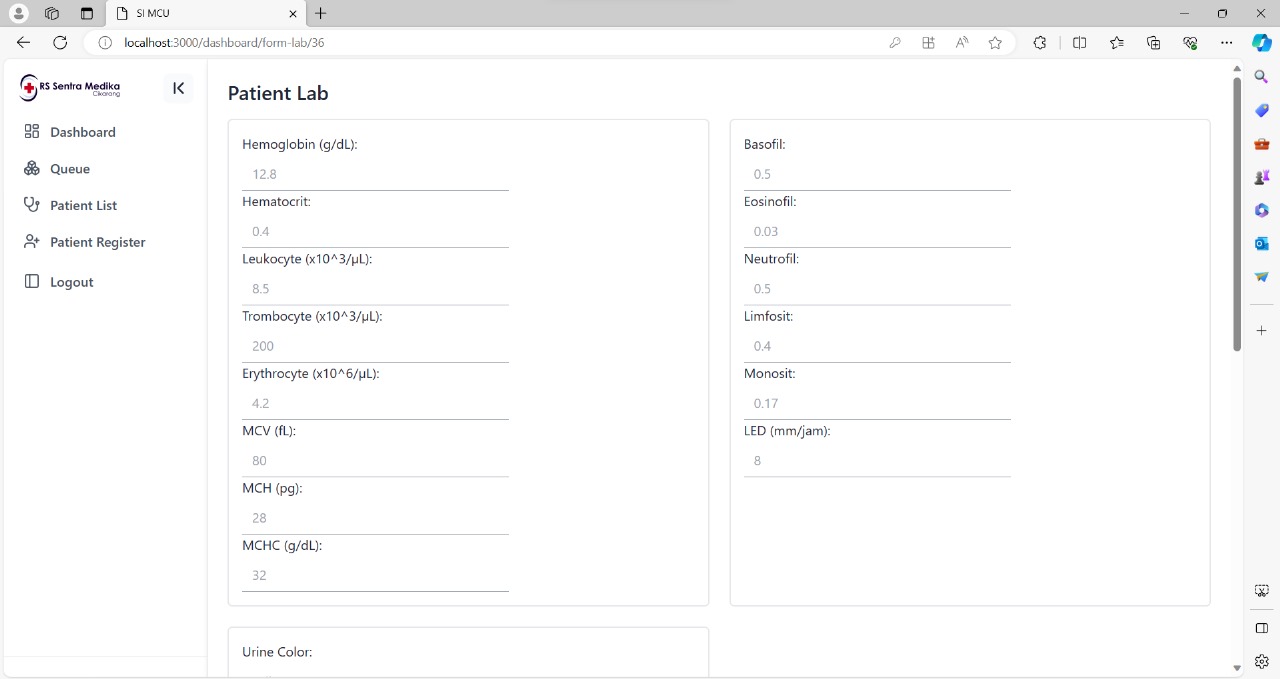 SI MCU
localhost:3000/dashboard/form-lab/36
RS Sentra Medika
Cikarang
Dashboard
Queue
Patient List
Patient Register
Logout
Patient Lab
Hemoglobin (g/dL):
12.8
Hematocrit:
0.4
Leukocyte (x10^3/µL):
8.5
Trombocyte (x10^3/µL):
200
Erythrocyte (x10^6/µL):
4.2
MCV (fL):
80
MCH (pg):
28
MCHC (g/dL):
32
Basofil:
0.5
Eosinofil:
0.03
Neutrofil:
0.5
Limfosit:
0.4
Monosit:
0.17
LED (mm/jam):
8
Urine Color: